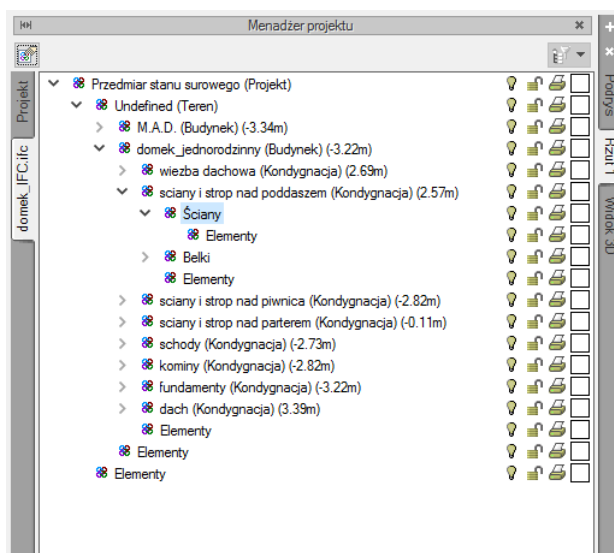 Menadżer projektu
Projekt
domek_IFC.ifc
Przedmiar stanu surowego (Projekt)
Undefined (Teren)
M.A.D. (Budynek) (-3.34m)
domek_jednorodzinny (Budynek) (-3.22m)
wiezba dachowa (Kondygnacja) (2.69m)
sciany i strop nad poddaszem (Kondygnacja) (2.57m)
Ściany
Elementy
Belki
Elementy
sciany i strop nad piwnica (Kondygnacja) (-2.82m)
sciany i strop nad parterem (Kondygnacja) (-0.11m)
schody (Kondygnacja) (-2.73m)
kominy (Kondygnacja) (-2.82m)
fundamenty (Kondygnacja) (-3.22m)
dach (Kondygnacja) (3.39m)
Elementy
Elementy
Elementy
Podrys
Rzut 1
Widok 3D